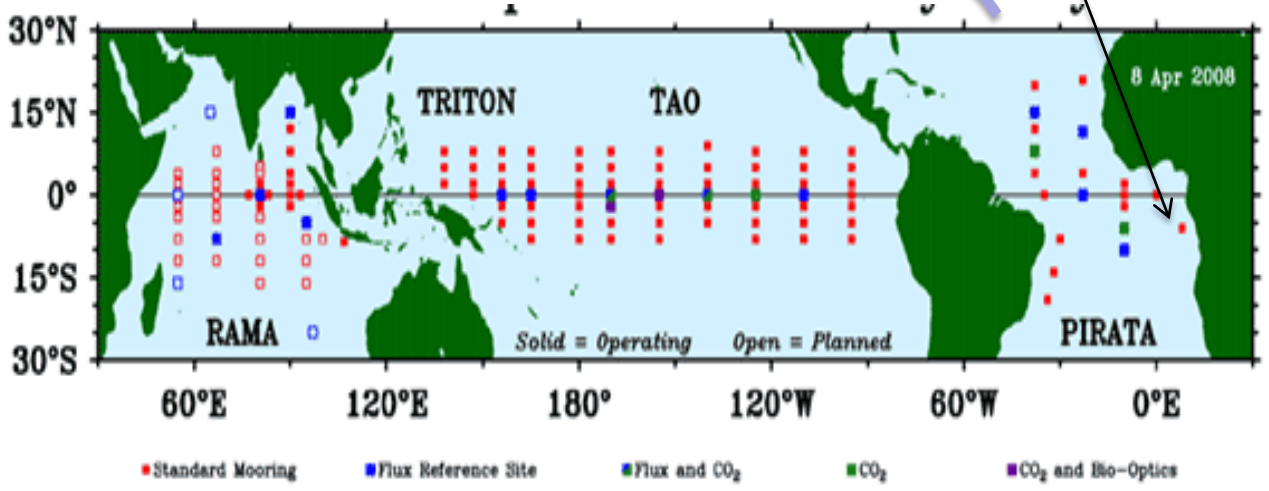 30°N
8 Apr 2008
TRITON TAO
15°N
0°
15°S
RAMA PIRATA
Solid = Operating Open = Planned
30°S
60°E 120°E 180° 120°W 60°W 0°E
Standard Mooring Flux Reference Site Flux and CO₂ CO₂ CO₂ and Bio-Optics